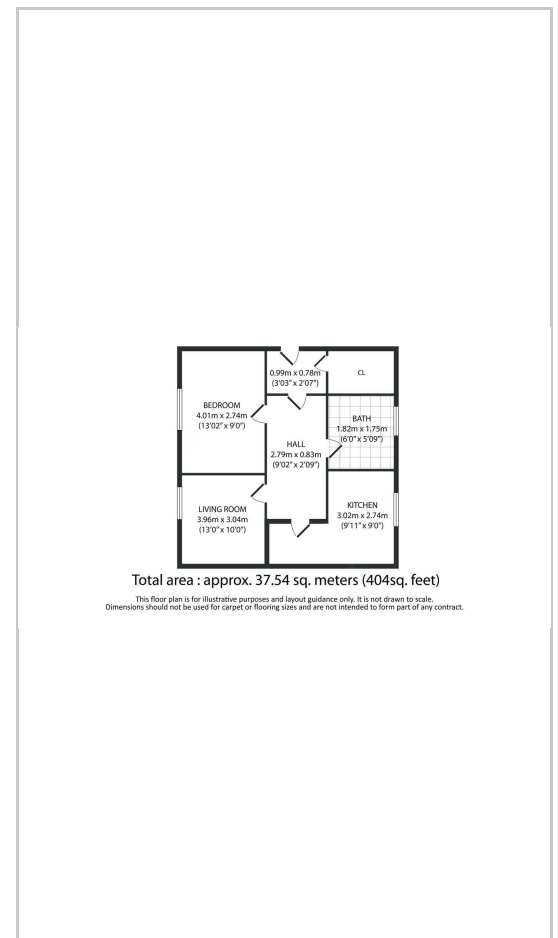 0.99m x 0.78m
(3'03" x 2'07")
CL
BEDROOM
4.01m x 2.74m
(13'02" x 9'0")
BATH
1.82m x 1.75m
(6'0" x 5'09")
HALL
2.79m x 0.83m
(9'02" x 2'09")
LIVING ROOM
3.96m x 3.04m
(13'0" x 10'0")
KITCHEN
3.02m x 2.74m
(9'11" x 9'0")
Total area : approx. 37.54 sq. meters (404sq. feet)
This floor plan is for illustrative purposes and layout guidance only. It is not drawn to scale.
Dimensions should not be used for carpet or flooring sizes and are not intended to form part of any contract.